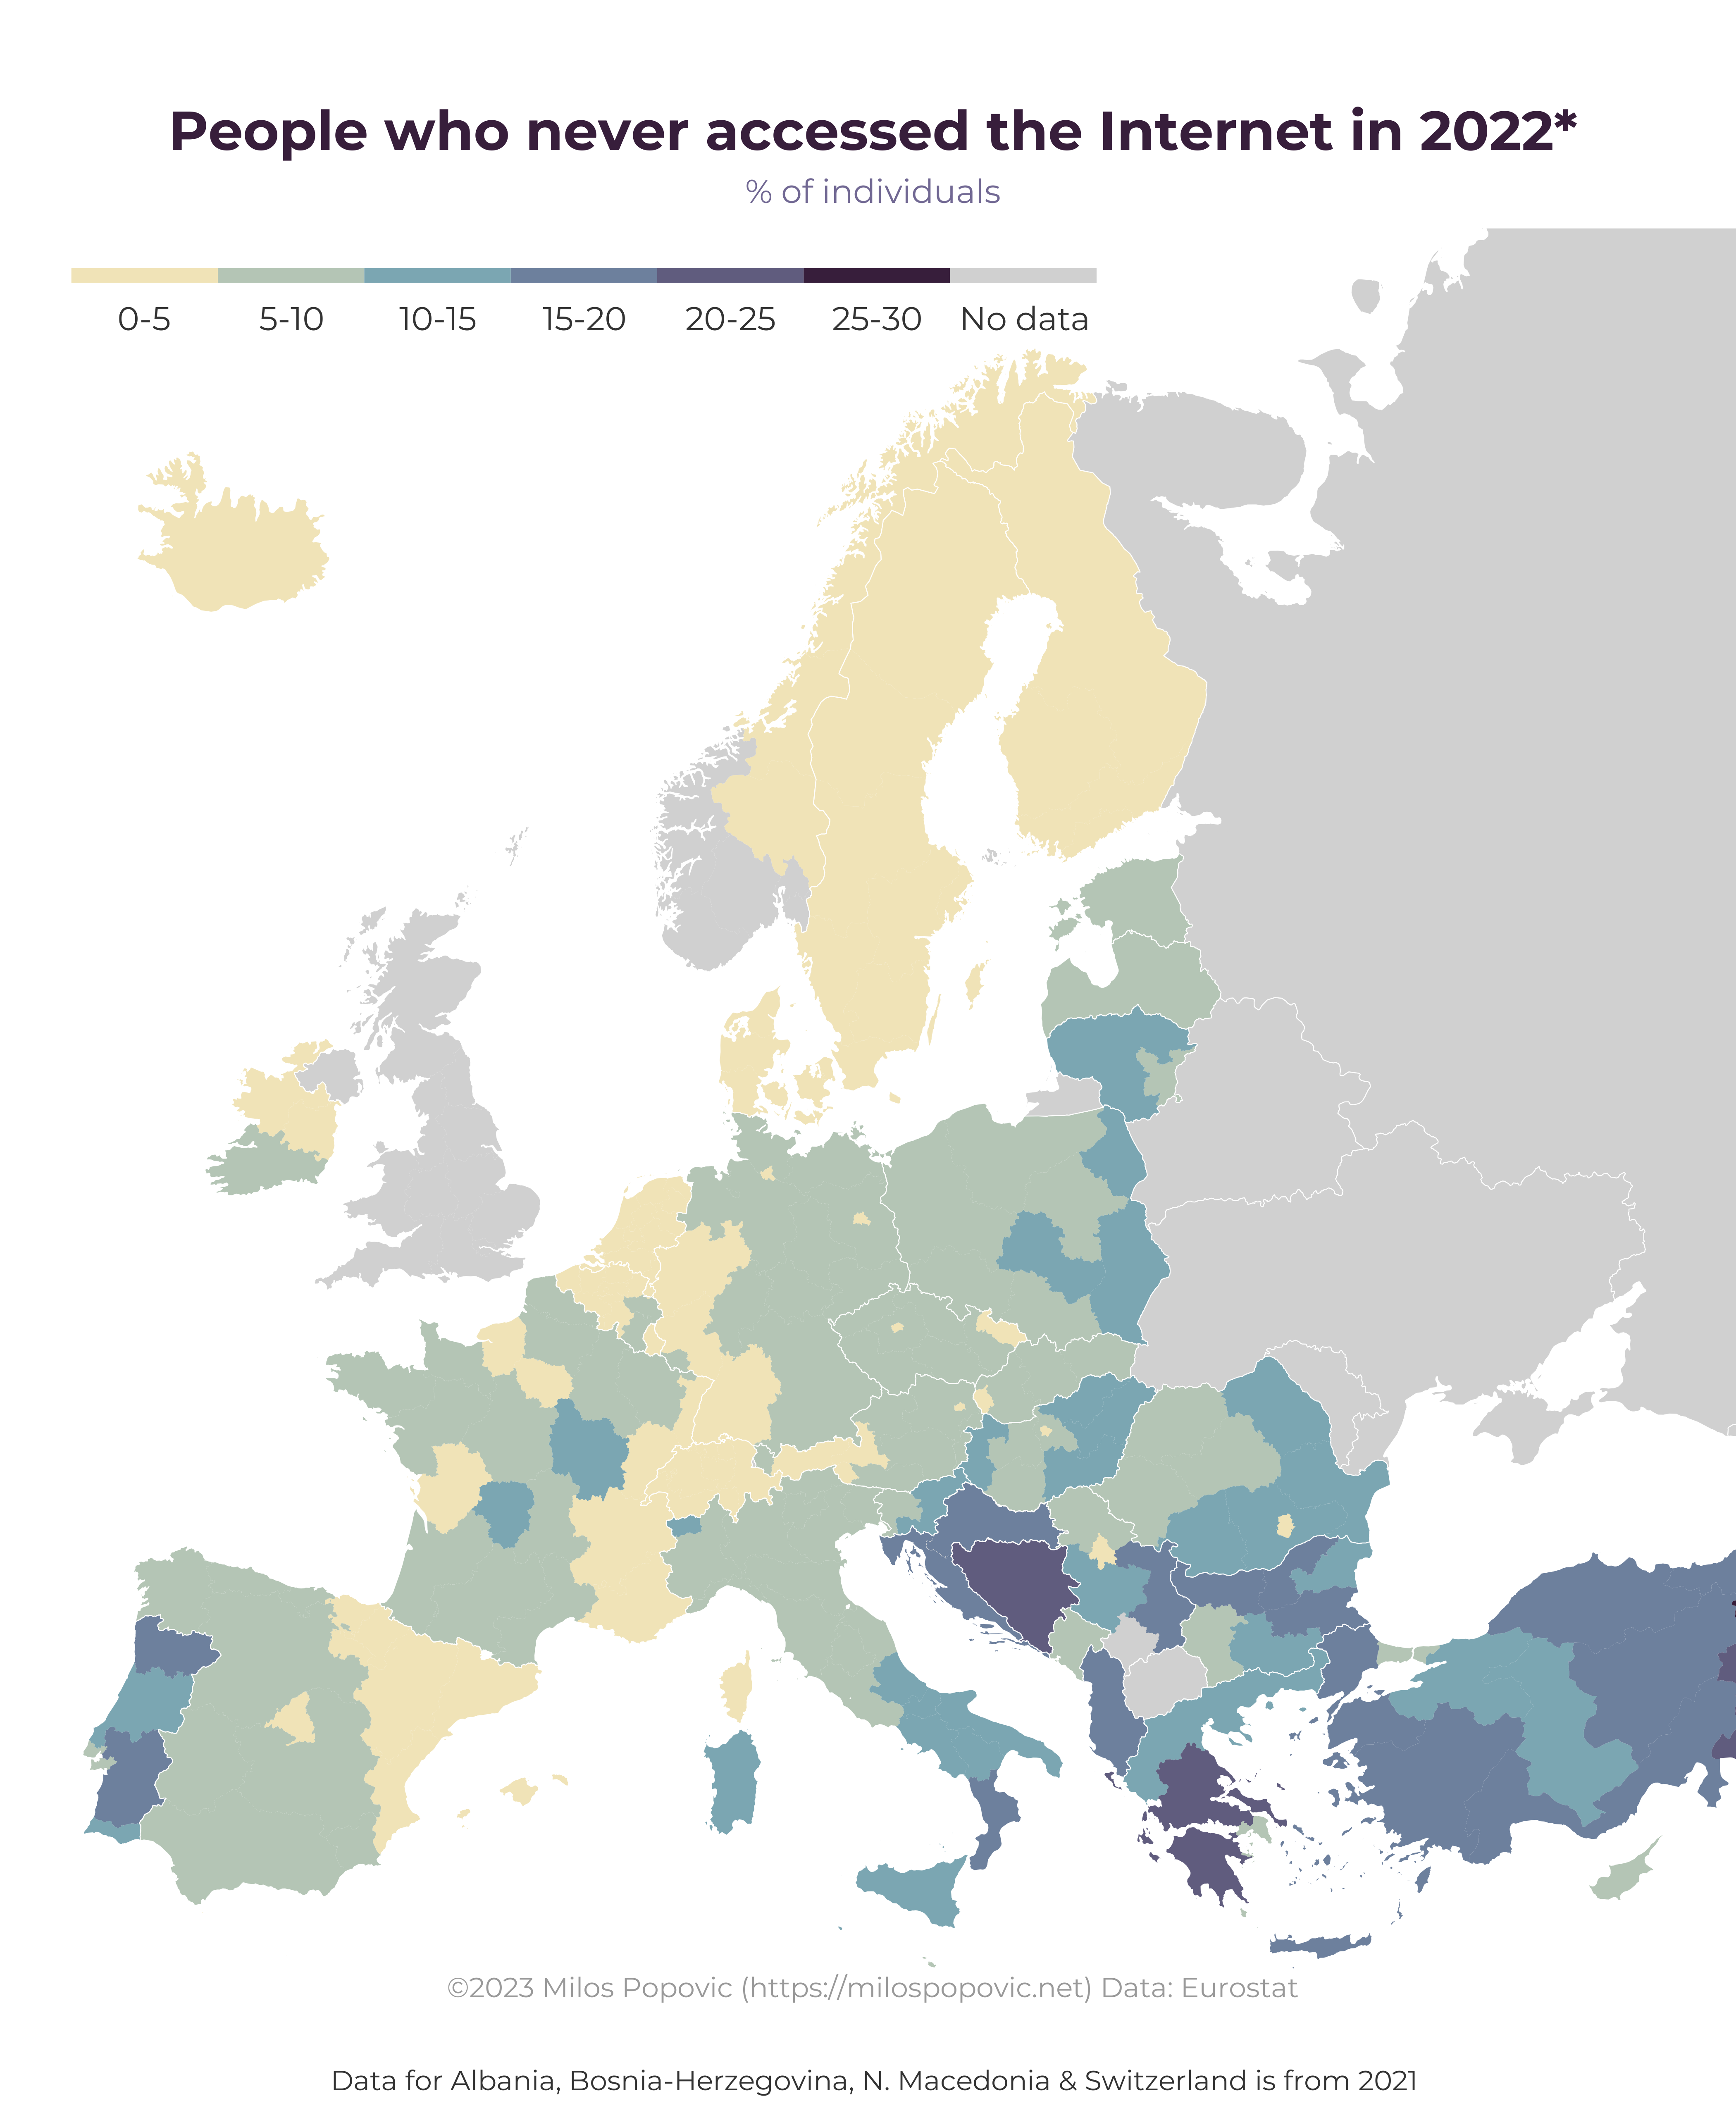 People who never accessed the Internet in 2022*
% of individuals
0-5 5-10 10-15 15-20 20-25 25-30 No data
©2023 Milos Popovic (https://milospopovic.net) Data: Eurostat
Data for Albania, Bosnia-Herzegovina, N. Macedonia & Switzerland is from 2021